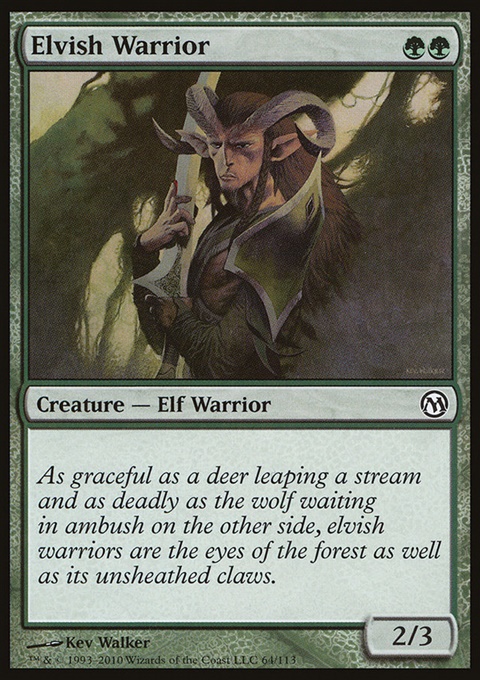 Elvish Warrior
Creature — Elf Warrior
As graceful as a deer leaping a stream
and as deadly as the wolf waiting
in ambush on the other side, elvish
warriors are the eyes of the forest as well
as its unsheathed claws.
Kev Walker
2/3
™ & © 1993–2010 Wizards of the Coast LLC 64/113